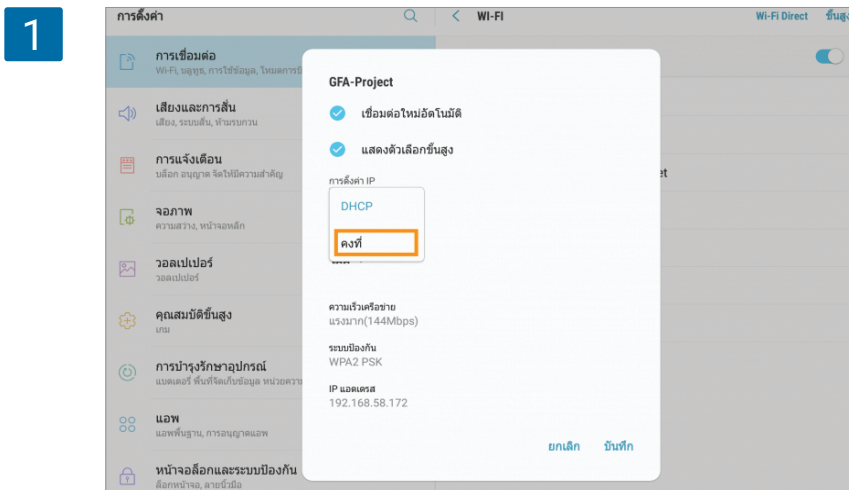 1
การตั้งค่า
WI-FI
Wi-Fi Direct ขั้นสูง
การเชื่อมต่อ
Wi-Fi, บลูทูธ, การใช้ข้อมูล, โหมดการบิ
เสียงและการสั่น
เสียง, ระบบสั่น, ห้ามรบกวน
การแจ้งเตือน
บล็อก อนุญาต จัดให้มีความสำคัญ
จอภาพ
ความสว่าง, หน้าจอหลัก
วอลเปเปอร์
วอลเปเปอร์
คุณสมบัติขั้นสูง
เกม
การบำรุงรักษาอุปกรณ์
แบตเตอรี่ พื้นที่จัดเก็บข้อมูล หน่วยความ
แอพ
แอพพื้นฐาน, การอนุญาตแอพ
หน้าจอล็อกและระบบป้องกัน
ล็อกหน้าจอ, ลายนิ้วมือ
GFA-Project
เชื่อมต่อใหม่อัตโนมัติ
แสดงตัวเลือกขั้นสูง
การตั้งค่า IP
DHCP
คงที่
ความเร็วเครือข่าย
แรงมาก(144Mbps)
ระบบป้องกัน
WPA2 PSK
IP แอดเดรส
192.168.58.172
ยกเลิก บันทึก
et